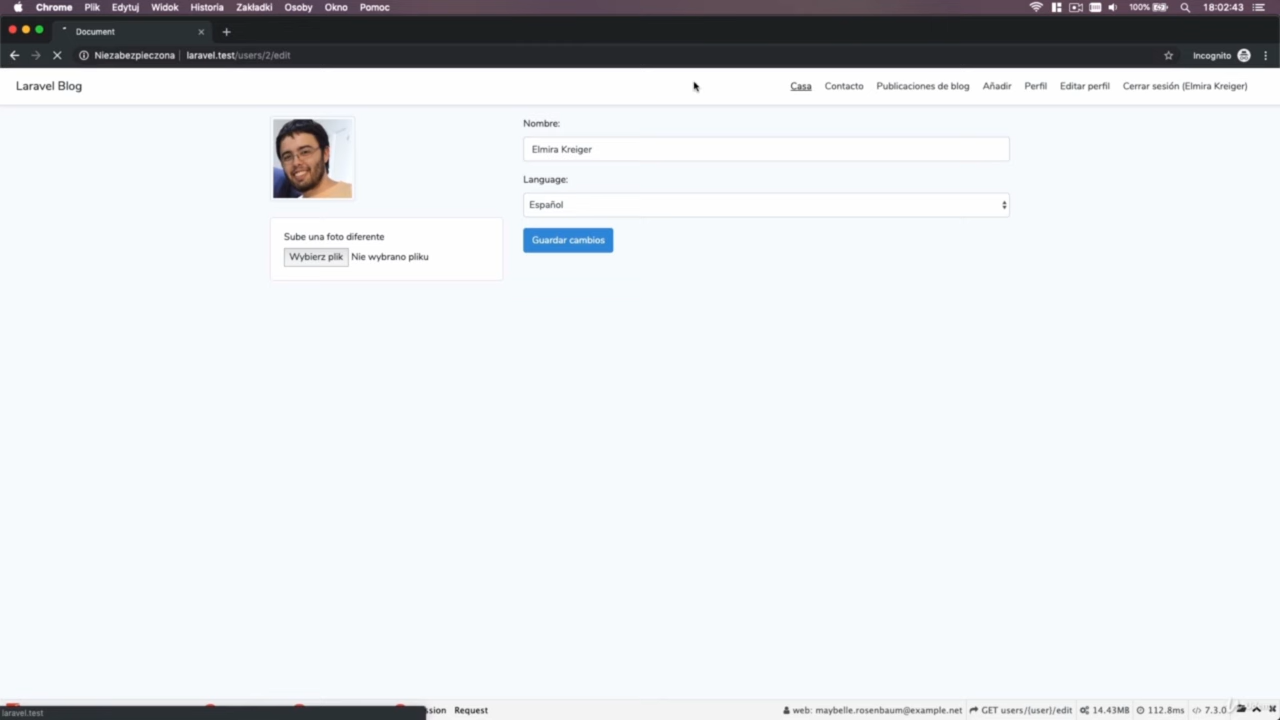 Chrome Plik Edytuj Widok Historia Zakładki Osoby Okno Pomoc 100% 18:02:43
Document
Niezabezpieczona laravel.test/users/2/edit Incognito
Laravel Blog Casa Contacto Publicaciones de blog Añadir Perfil Editar perfil Cerrar sesión (Elmira Kreiger)
Nombre:
Elmira Kreiger
Language:
Español
Guardar cambios
Sube una foto diferente
Wybierz plik Nie wybrano pliku
Request web: maybelle.rosenbaum@example.net GET users/{user}/edit 14.43MB 112.8ms 7.3.0
laravel.test